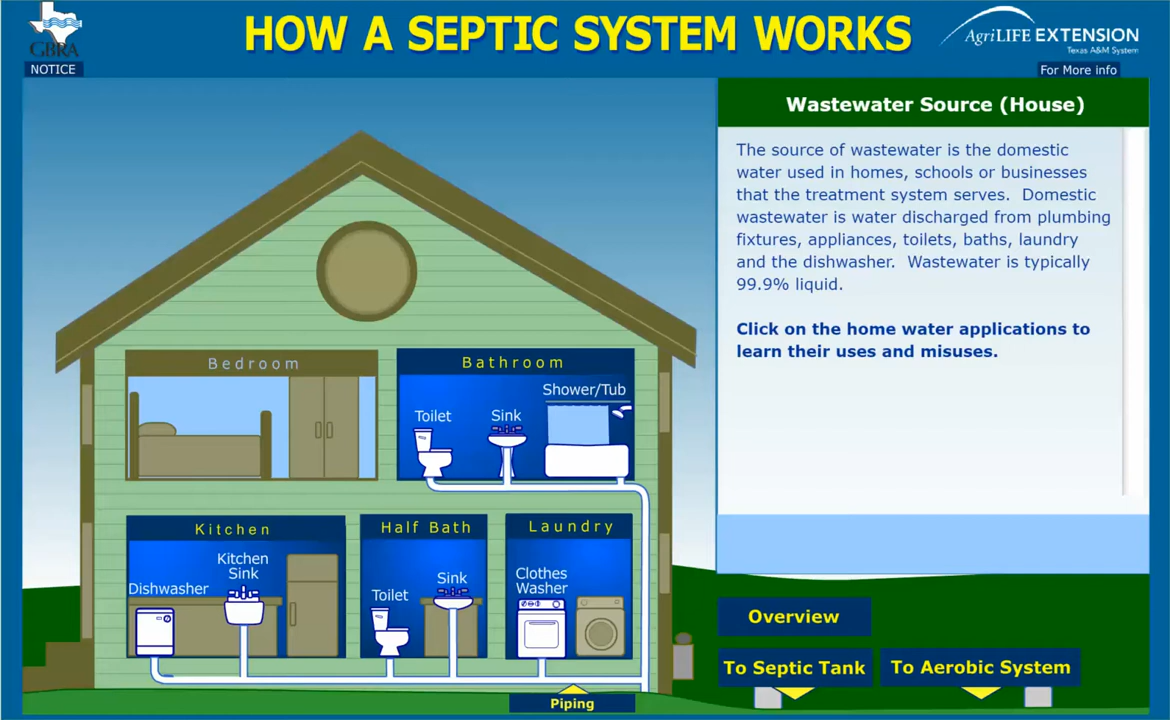 HOW A SEPTIC SYSTEM WORKS
GBRA
NOTICE
AgriLIFE EXTENSION
Texas A&M System
For More info
Wastewater Source (House)
The source of wastewater is the domestic
water used in homes, schools or businesses
that the treatment system serves.  Domestic
wastewater is water discharged from plumbing
fixtures, appliances, toilets, baths, laundry
and the dishwasher.  Wastewater is typically
99.9% liquid.
Click on the home water applications to
learn their uses and misuses.
Bedroom
Bathroom
Toilet
Sink
Shower/Tub
Kitchen
Dishwasher
Kitchen
Sink
Half Bath
Toilet
Sink
Laundry
Clothes
Washer
Piping
Overview
To Septic Tank
To Aerobic System